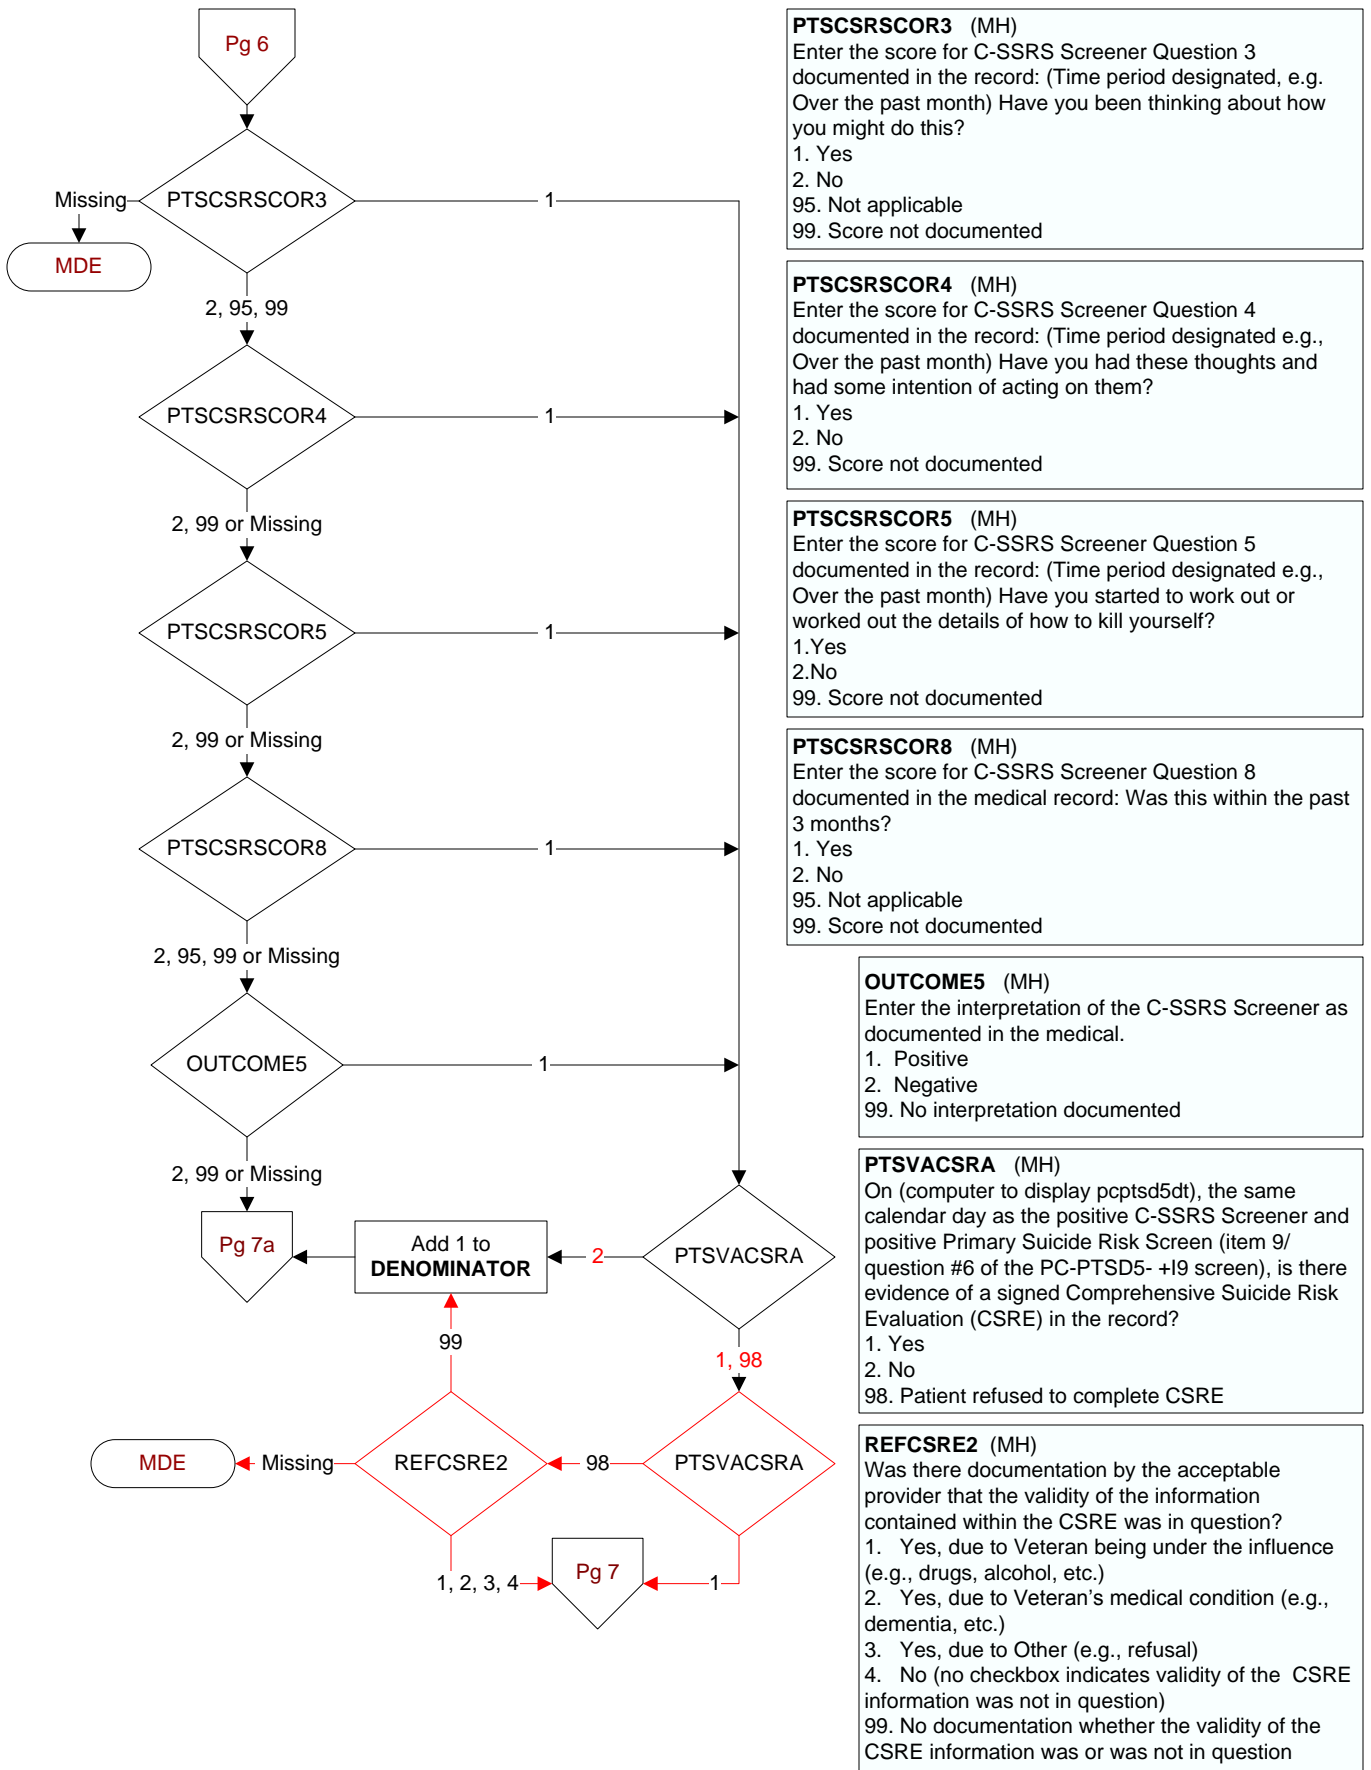 Pg 6
PTSCSRSCOR3
Missing
MDE
1
2, 95, 99
PTSCSRSCOR4
1
2, 99 or Missing
PTSCSRSCOR5
1
2, 99 or Missing
PTSCSRSCOR8
1
2, 95, 99 or Missing
OUTCOME5
1
2, 99 or Missing
Pg 7a
Add 1 to
DENOMINATOR
2
PTSVACSRA
99
1, 98
MDE
Missing
REFCSRE2
98
PTSVACSRA
1, 2, 3, 4
Pg 7
1
PTSCSRSCOR3 (MH)
Enter the score for C-SSRS Screener Question 3
documented in the record: (Time period designated, e.g.
Over the past month) Have you been thinking about how
you might do this?
1. Yes
2. No
95. Not applicable
99. Score not documented
PTSCSRSCOR4 (MH)
Enter the score for C-SSRS Screener Question 4
documented in the record: (Time period designated e.g.,
Over the past month) Have you had these thoughts and
had some intention of acting on them?
1. Yes
2. No
99. Score not documented
PTSCSRSCOR5 (MH)
Enter the score for C-SSRS Screener Question 5
documented in the record: (Time period designated e.g.,
Over the past month) Have you started to work out or
worked out the details of how to kill yourself?
1.Yes
2.No
99. Score not documented
PTSCSRSCOR8 (MH)
Enter the score for C-SSRS Screener Question 8
documented in the medical record: Was this within the past
3 months?
1. Yes
2. No
95. Not applicable
99. Score not documented
OUTCOME5 (MH)
Enter the interpretation of the C-SSRS Screener as
documented in the medical.
1. Positive
2. Negative
99. No interpretation documented
PTSVACSRA (MH)
On (computer to display pcptsd5dt), the same
calendar day as the positive C-SSRS Screener and
positive Primary Suicide Risk Screen (item 9/
question #6 of the PC-PTSD5- +I9 screen), is there
evidence of a signed Comprehensive Suicide Risk
Evaluation (CSRE) in the record?
1. Yes
2. No
98. Patient refused to complete CSRE
REFCSRE2 (MH)
Was there documentation by the acceptable
provider that the validity of the information
contained within the CSRE was in question?
1. Yes, due to Veteran being under the influence
(e.g., drugs, alcohol, etc.)
2. Yes, due to Veteran's medical condition (e.g.,
dementia, etc.)
3. Yes, due to Other (e.g., refusal)
4. No (no checkbox indicates validity of the CSRE
information was not in question)
99. No documentation whether the validity of the
CSRE information was or was not in question